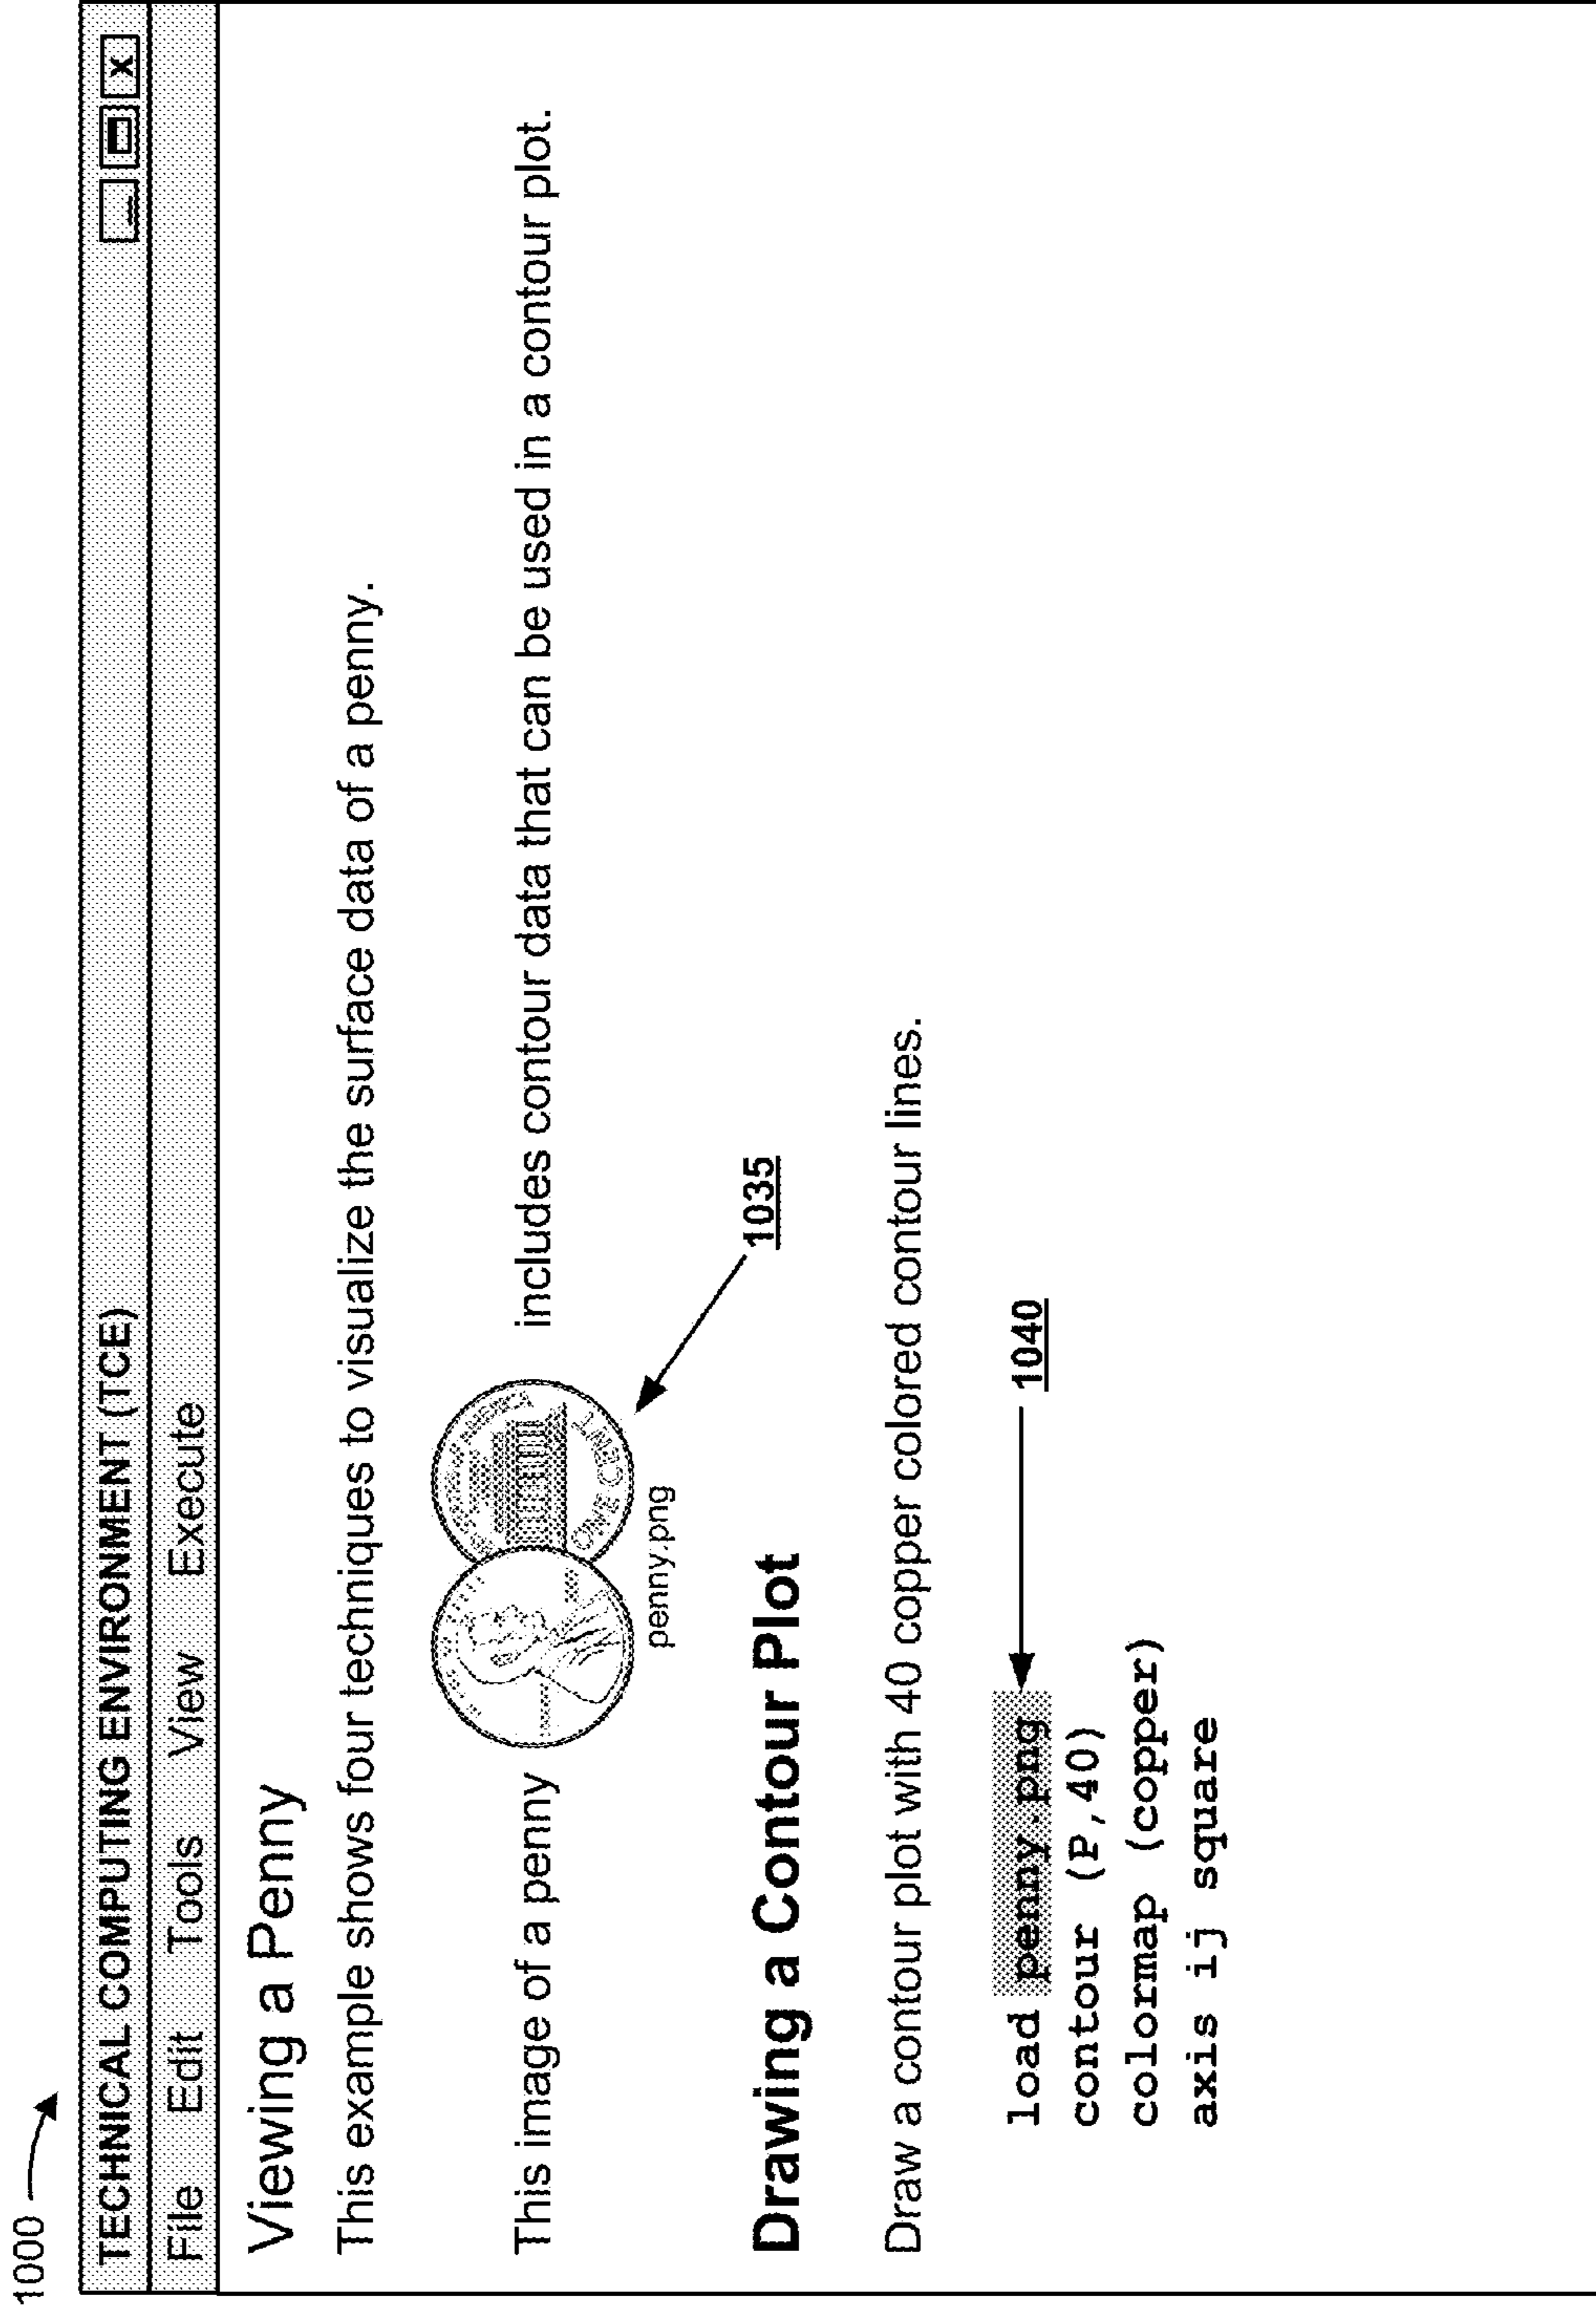 1000
TECHNICAL COMPUTING ENVIRONMENT (TCE)
File Edit Tools View Execute
Viewing a Penny
This example shows four techniques to visualize the surface data of a penny.
This image of a penny includes contour data that can be used in a contour plot.
ONE CENT
penny.png
1035
Drawing a Contour Plot
Draw a contour plot with 40 copper colored contour lines.
load penny.png 1040
contour (P,40)
colormap (copper)
axis ij square